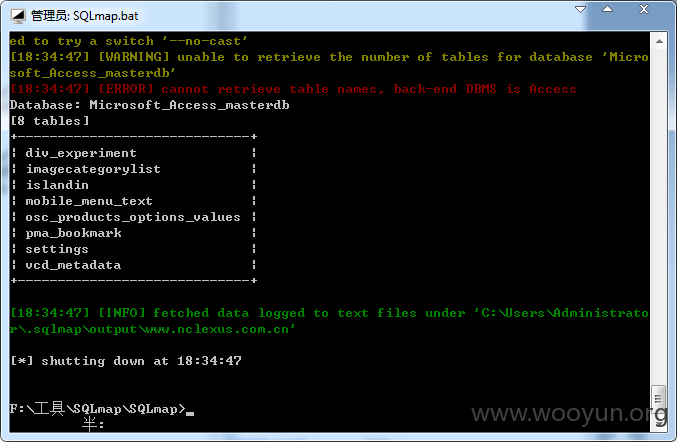 管理员: SQLmap.bat
ed to try a switch '--no-cast'
[18:34:47] [WARNING] unable to retrieve the number of tables for database 'Micro
soft_Access_masterdb'
[18:34:47] [ERROR] cannot retrieve table names, back-end DBMS is Access
Database: Microsoft_Access_masterdb
[8 tables]
+----------------------------+
| div_experiment             |
| imagecategorylist          |
| islandin                   |
| mobile_menu_text           |
| osc_products_options_values |
| pma_bookmark               |
| settings                   |
| vcd_metadata               |
+----------------------------+
[18:34:47] [INFO] fetched data logged to text files under 'C:\Users\Administrato
r\.sqlmap\output\www.nclexus.com.cn'
[*] shutting down at 18:34:47
F:\工具\SQLmap\SQLmap>_
半:
www.wooyun.org